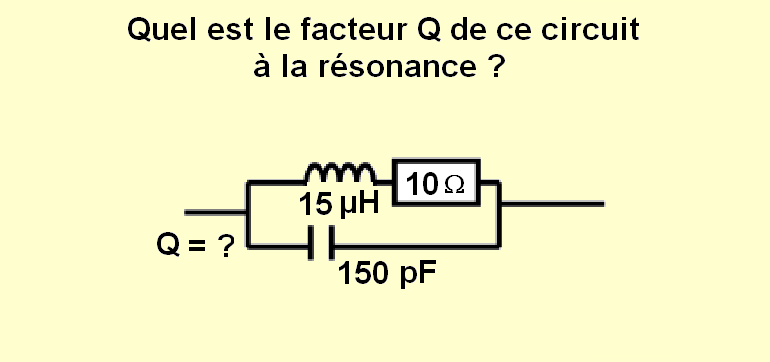 Quel est le facteur Q de ce circuit
à la résonance ?
10 Ω
15 µH
Q = ?
150 pF